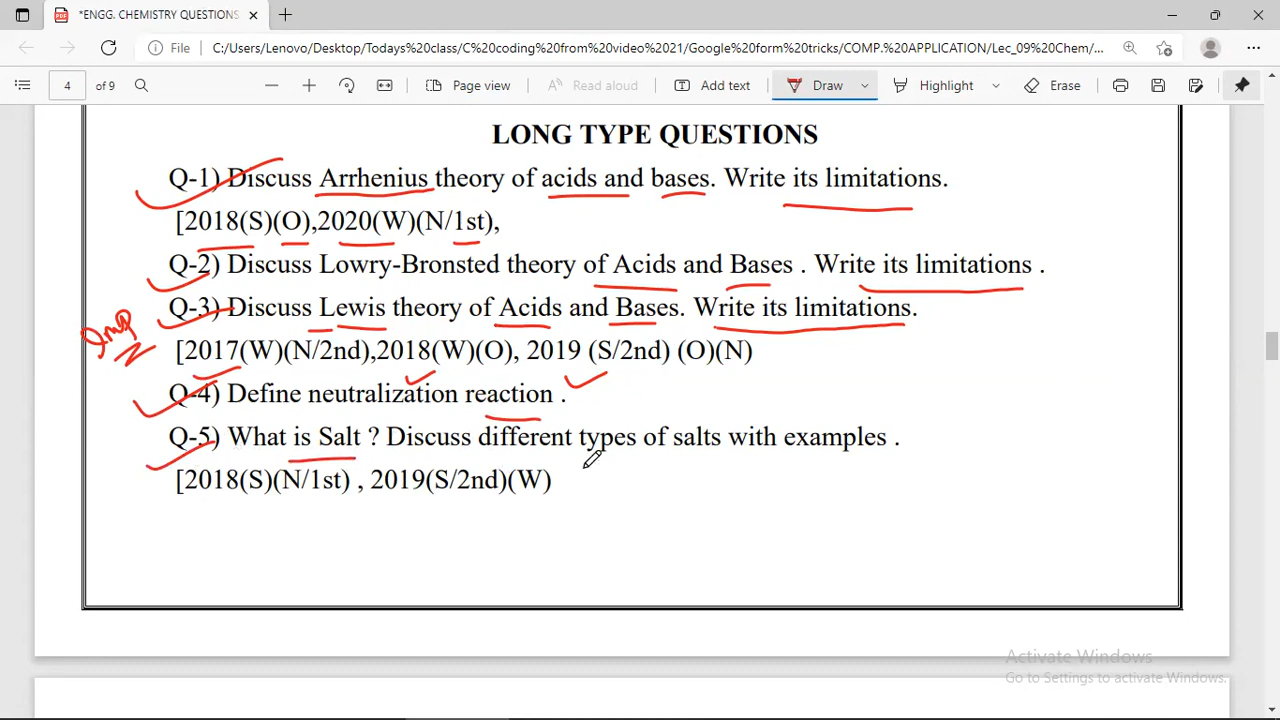 *ENGG. CHEMISTRY QUESTIONS
File
C:/Users/Lenovo/Desktop/Todays%20class/C%20coding%20from%20video%202021/Google%20form%20tricks/COMP.%20APPLICATION/Lec_09%20Chem/...
4 of 9
Page view
Read aloud
Add text
Draw
Highlight
Erase
LONG TYPE QUESTIONS
Q-1) Discuss Arrhenius theory of acids and bases. Write its limitations.
[2018(S)(O),2020(W)(N/1st),
Q-2) Discuss Lowry-Bronsted theory of Acids and Bases . Write its limitations .
Q-3) Discuss Lewis theory of Acids and Bases. Write its limitations.
Imp
[2017(W)(N/2nd),2018(W)(O), 2019 (S/2nd) (O)(N)
Q-4) Define neutralization reaction .
Q-5) What is Salt ? Discuss different types of salts with examples .
[2018(S)(N/1st) , 2019(S/2nd)(W)
Activate Windows
Go to Settings to activate Windows.